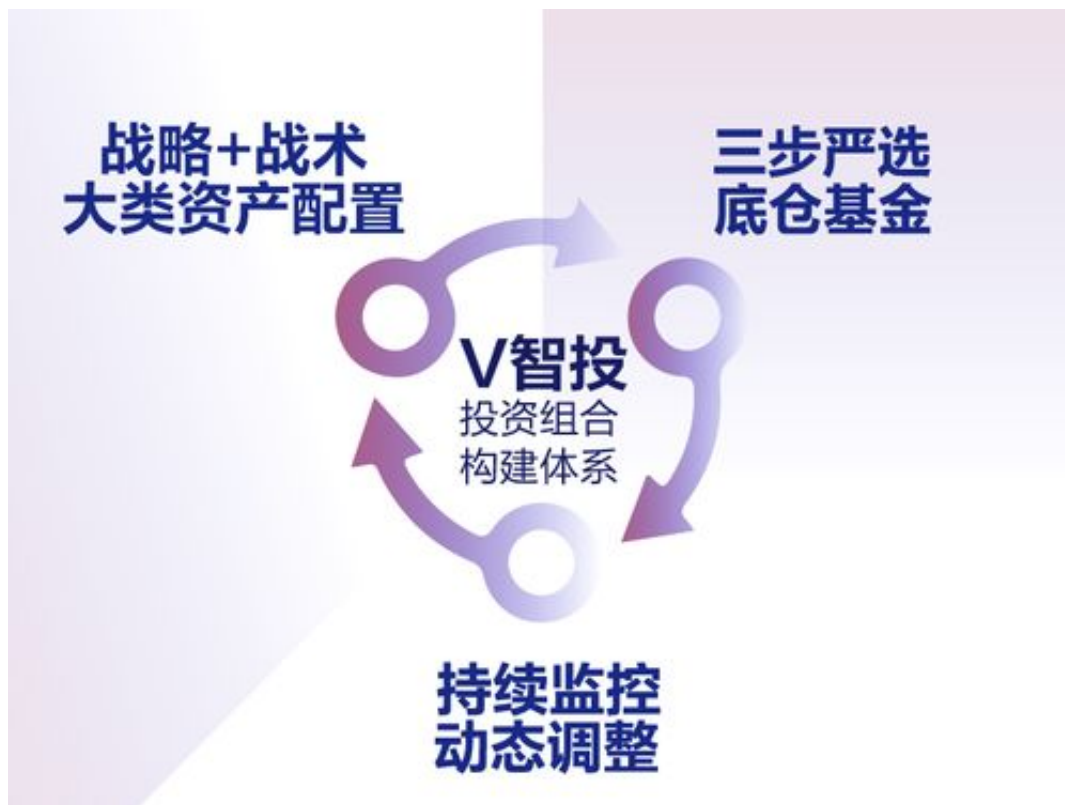 战略+战术
大类资产配置
三步严选
底仓基金
V智投
投资组合
构建体系
持续监控
动态调整